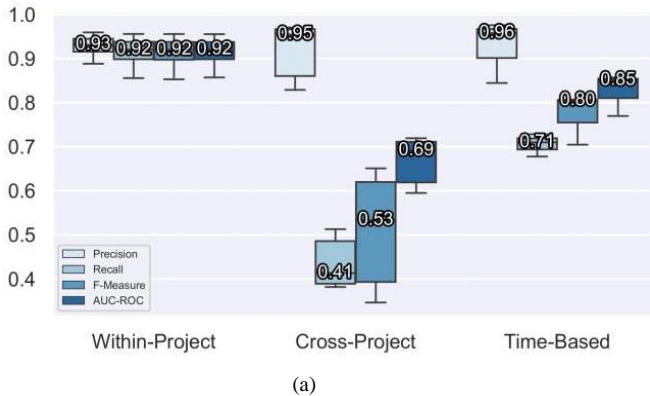 1.0
0.9
0.8
0.7
0.6
0.5
0.4
0.93 0.92 0.92 0.92
0.95
0.41
0.53
0.69
0.96
0.71
0.80
0.85
Precision
Recall
F-Measure
AUC-ROC
Within-Project Cross-Project Time-Based
(a)